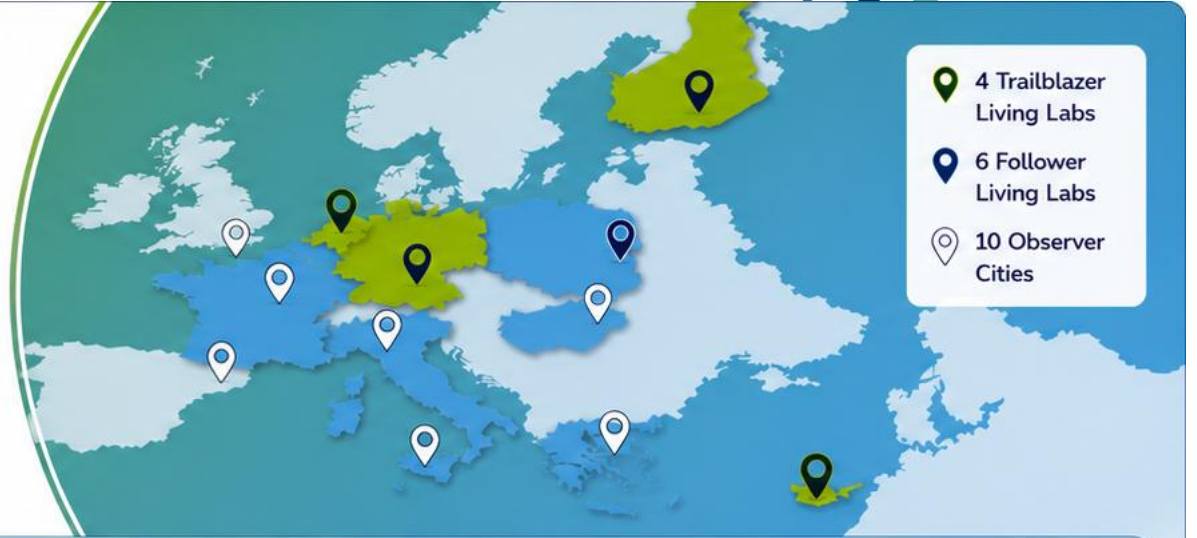 4 Trailblazer
Living Labs
6 Follower
Living Labs
10 Observer
Cities